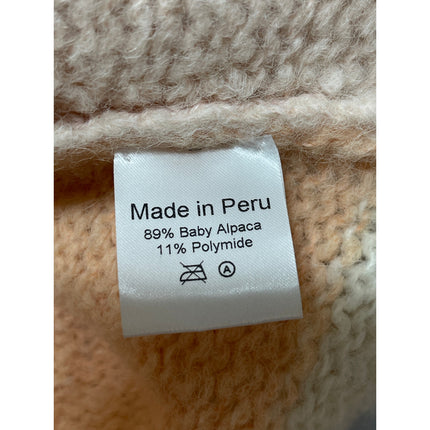 Made in Peru
89% Baby Alpaca
11% Polymide
A